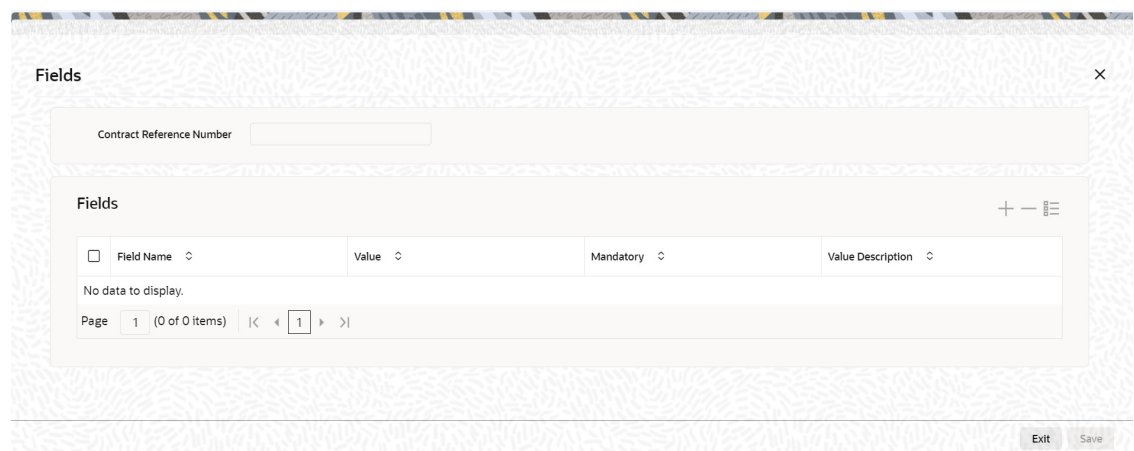 Fields
Contract Reference Number
Fields
Field Name Value Mandatory Value Description
No data to display.
Page 1 (0 of 0 items) 1
Exit Save